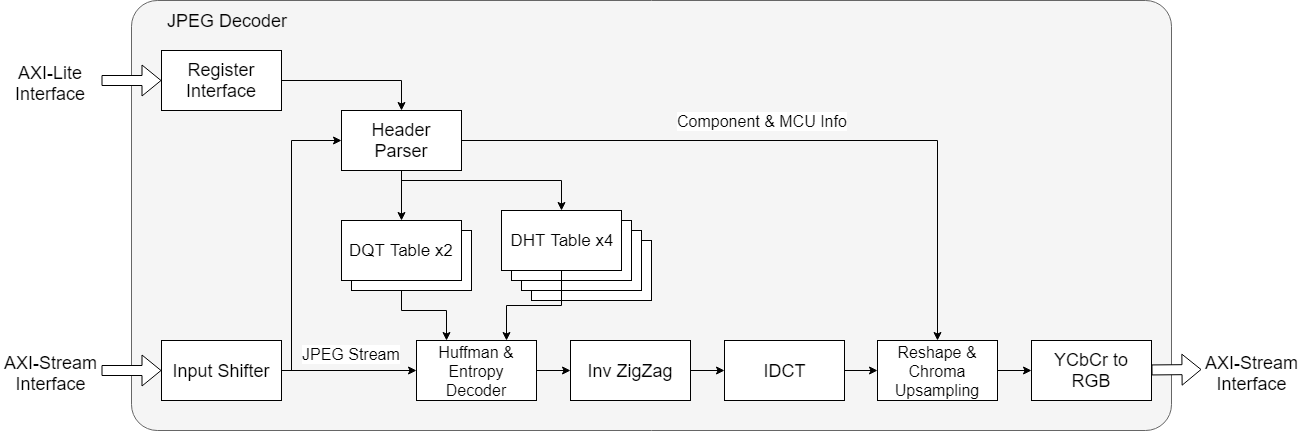 JPEG Decoder
AXI-Lite
Interface
Register
Interface
Header
Parser
Component & MCU Info
DQT Table x2
DHT Table x4
AXI-Stream
Interface
Input Shifter
JPEG Stream
Huffman &
Entropy
Decoder
Inv ZigZag
IDCT
Reshape &
Chroma
Upsampling
YCbCr to
RGB
AXI-Stream
Interface